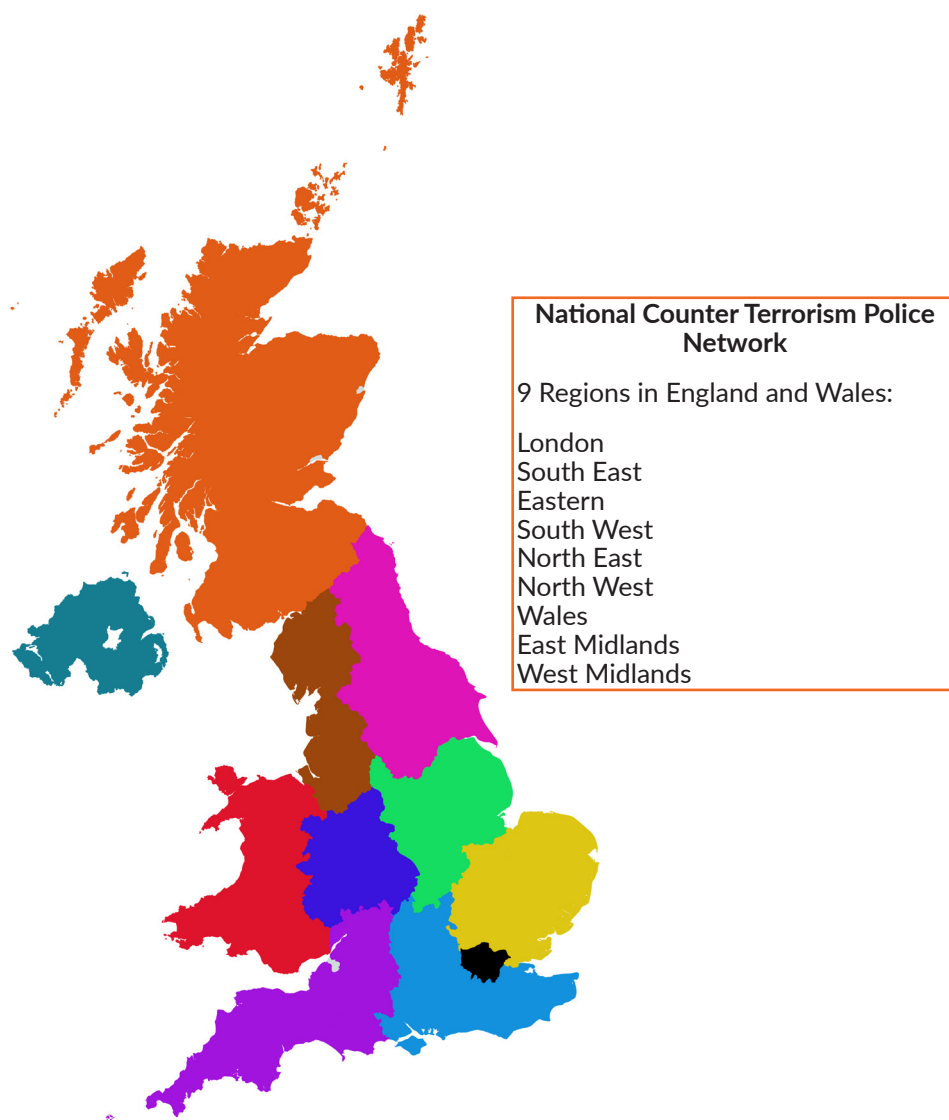 National Counter Terrorism Police
Network
9 Regions in England and Wales:
London
South East
Eastern
South West
North East
North West
Wales
East Midlands
West Midlands